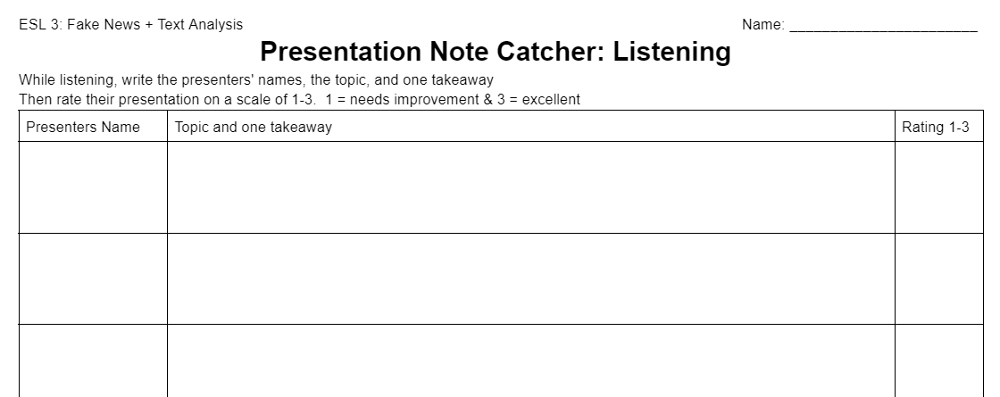 ESL 3: Fake News + Text Analysis Name: _______________________
Presentation Note Catcher: Listening
While listening, write the presenters' names, the topic, and one takeaway
Then rate their presentation on a scale of 1-3.  1 = needs improvement & 3 = excellent
Presenters Name Topic and one takeaway Rating 1-3